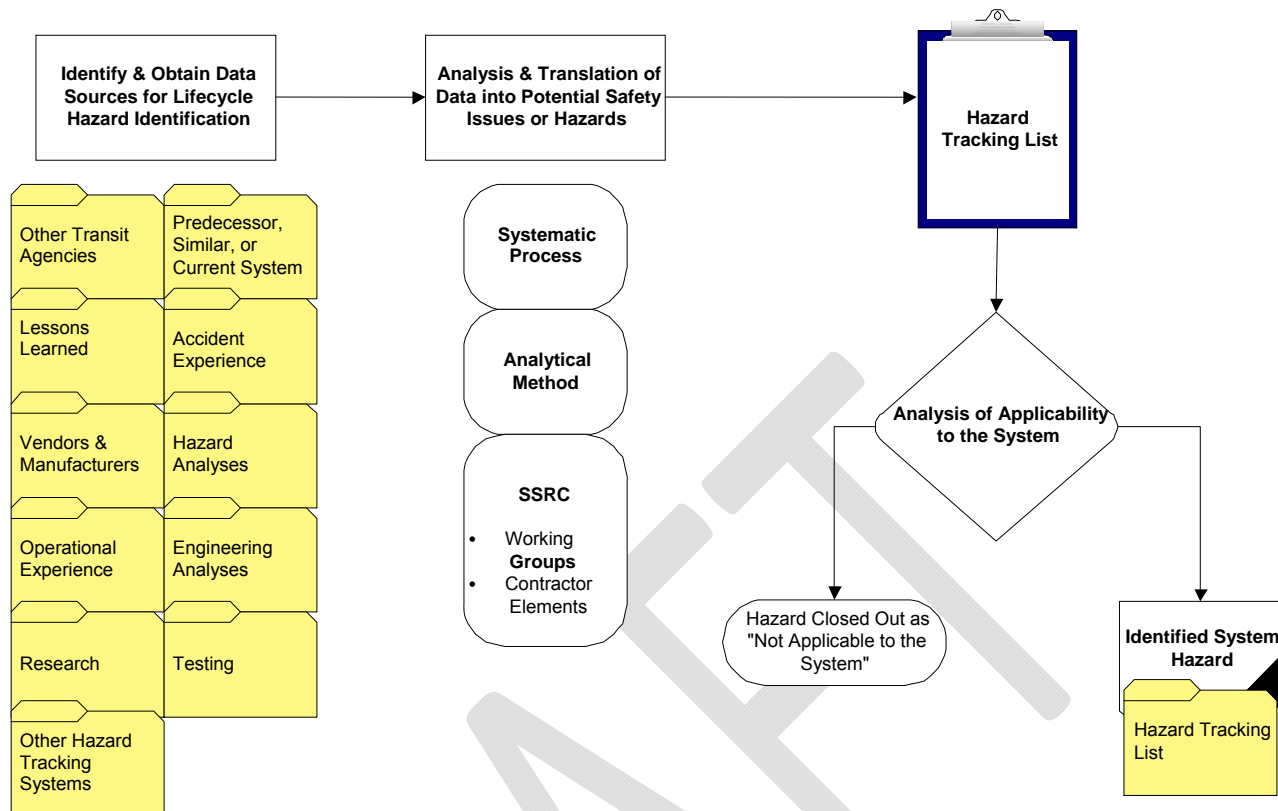 Identify & Obtain Data
Sources for Lifecycle
Hazard Identification
Analysis & Translation of
Data into Potential Safety
Issues or Hazards
Hazard
Tracking List
Other Transit
Agencies
Predecessor,
Similar, or
Current System
Lessons
Learned
Accident
Experience
Vendors &
Manufacturers
Hazard
Analyses
Operational
Experience
Engineering
Analyses
Research
Testing
Other Hazard
Tracking
Systems
Systematic
Process
Analytical
Method
SSRC
• Working
Groups
• Contractor
Elements
Analysis of Applicability
to the System
Hazard Closed Out as
"Not Applicable to the
System"
Identified System
Hazard
Hazard Tracking
List